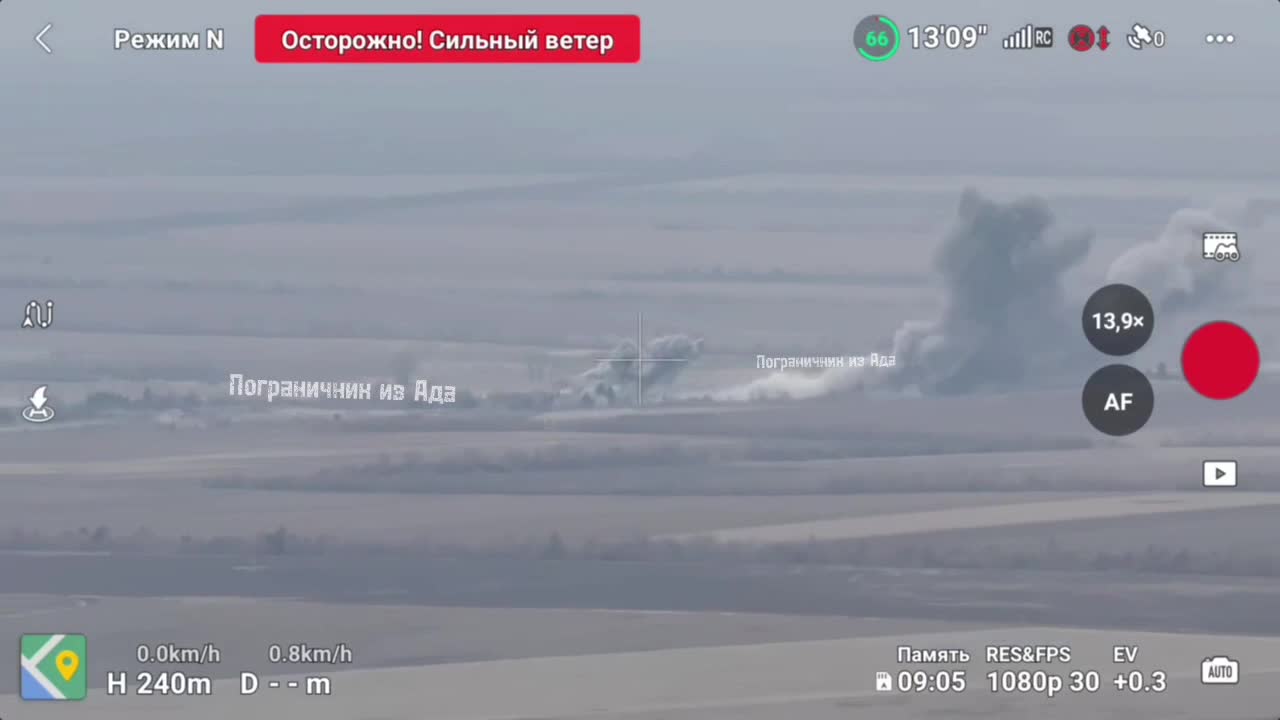 Режим N
Осторожно! Сильный ветер
66
13'09"
RC
0
13,9×
Пограничник из Ада
Пограничник из Ада
AF
0.0km/h
0.8km/h
H 240m
D - - m
Память
RES&FPS
EV
09:05
1080p 30
+0.3
AUTO